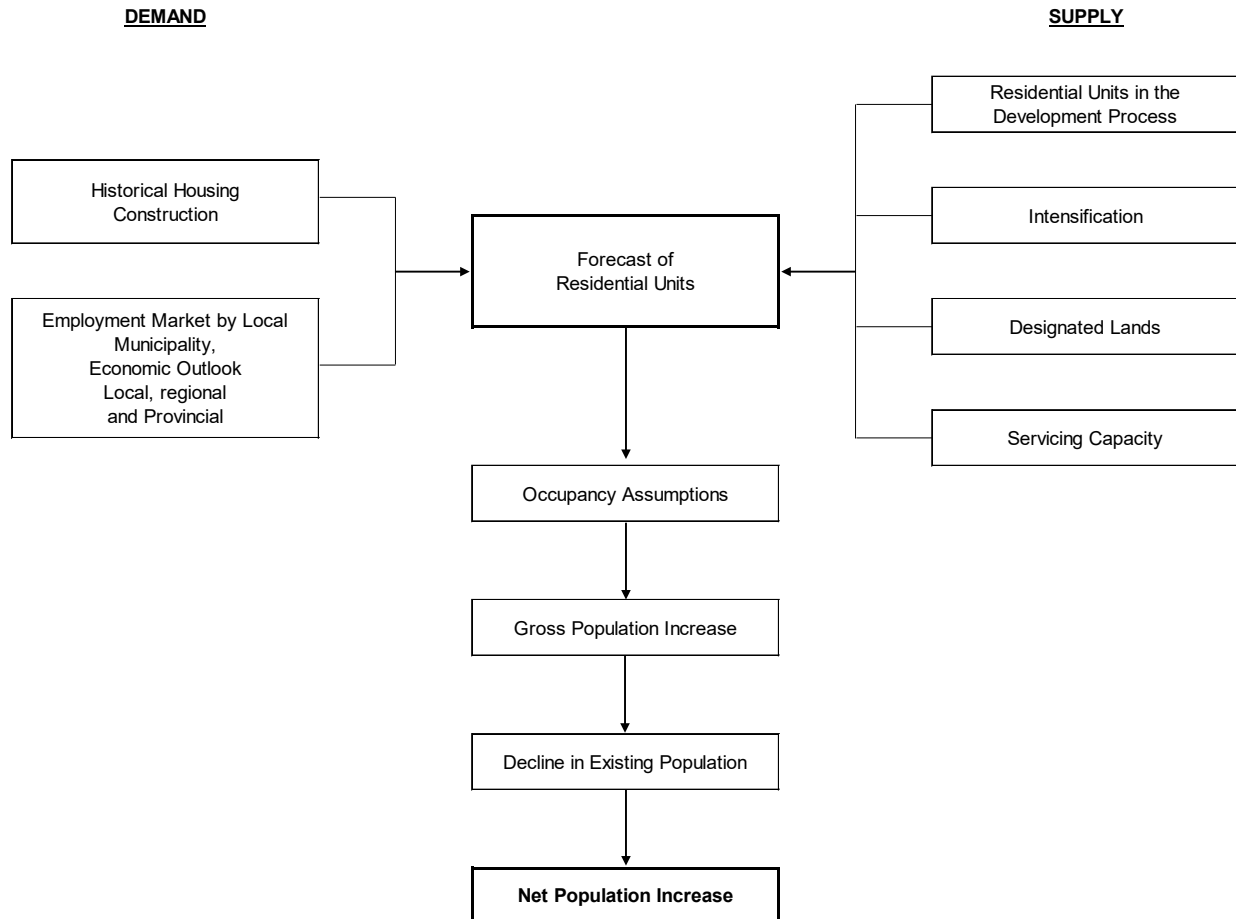 DEMAND
SUPPLY
Residential Units in the
Development Process
Historical Housing
Construction
Intensification
Forecast of
Residential Units
Employment Market by Local
Municipality,
Economic Outlook
Local, regional
and Provincial
Designated Lands
Servicing Capacity
Occupancy Assumptions
Gross Population Increase
Decline in Existing Population
Net Population Increase